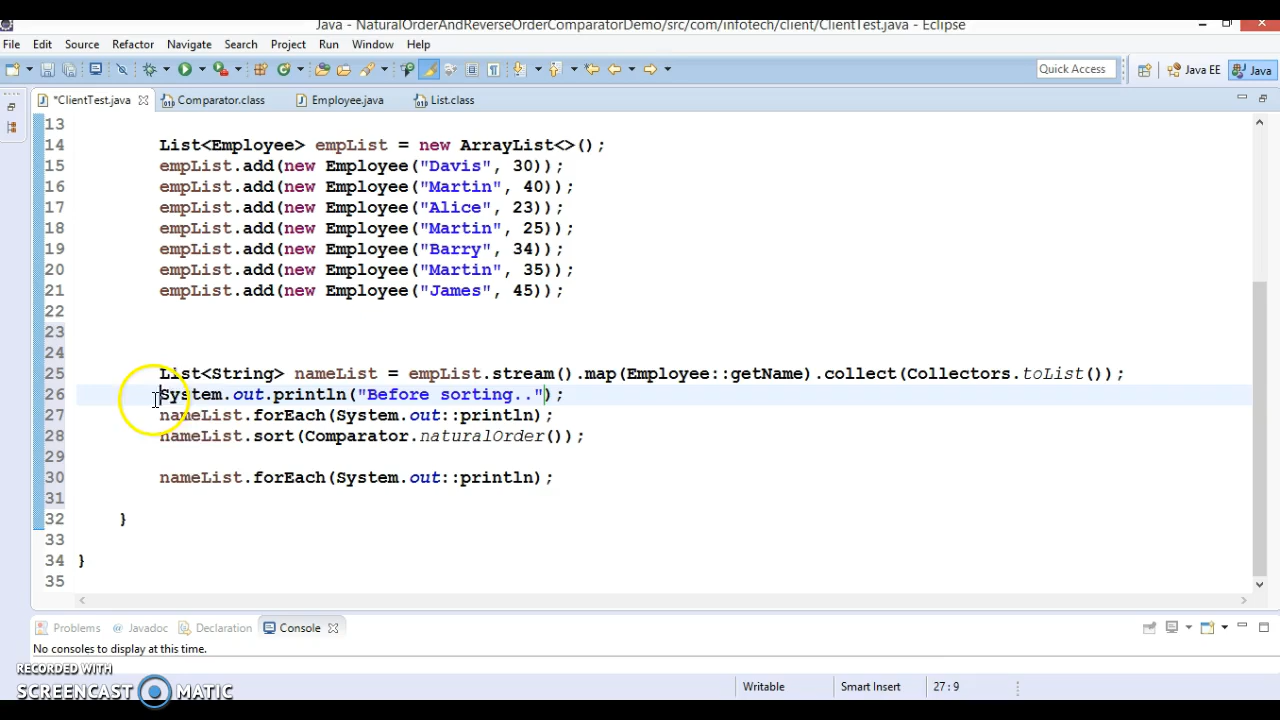 Java - NaturalOrderAndReverseOrderComparatorDemo/src/com/infotech/client/ClientTest.java - Eclipse
File Edit Source Refactor Navigate Search Project Run Window Help
Quick Access Java EE Java
*ClientTest.java Comparator.class Employee.java List.class
13
14 List<Employee> empList = new ArrayList<>();
15 empList.add(new Employee("Davis", 30));
16 empList.add(new Employee("Martin", 40));
17 empList.add(new Employee("Alice", 23));
18 empList.add(new Employee("Martin", 25));
19 empList.add(new Employee("Barry", 34));
20 empList.add(new Employee("Martin", 35));
21 empList.add(new Employee("James", 45));
22
23
24
25 List<String> nameList = empList.stream().map(Employee::getName).collect(Collectors.toList());
26 System.out.println("Before sorting..");
27 nameList.forEach(System.out::println);
28 nameList.sort(Comparator.naturalOrder());
29
30 nameList.forEach(System.out::println);
31
32 }
33
34 }
35
Problems @ Javadoc Declaration Console
No consoles to display at this time.
RECORDED WITH
SCREENCAST MATIC
Writable Smart Insert 27 : 9